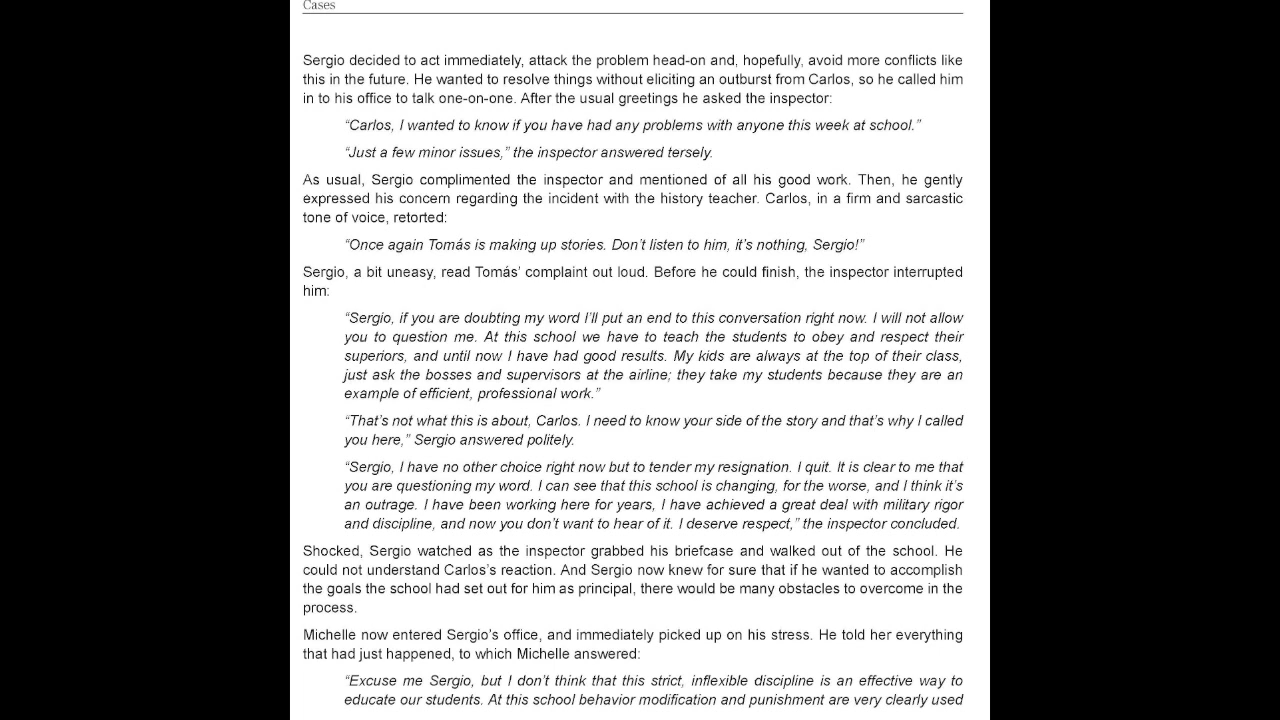 Cases
Sergio decided to act immediately, attack the problem head-on and, hopefully, avoid more conflicts like
this in the future. He wanted to resolve things without eliciting an outburst from Carlos, so he called him
in to his office to talk one-on-one. After the usual greetings he asked the inspector:
“Carlos, I wanted to know if you have had any problems with anyone this week at school.”
“Just a few minor issues,” the inspector answered tersely.
As usual, Sergio complimented the inspector and mentioned of all his good work. Then, he gently
expressed his concern regarding the incident with the history teacher. Carlos, in a firm and sarcastic
tone of voice, retorted:
“Once again Tomás is making up stories. Don’t listen to him, it’s nothing, Sergio!”
Sergio, a bit uneasy, read Tomás’ complaint out loud. Before he could finish, the inspector interrupted
him:
“Sergio, if you are doubting my word I’ll put an end to this conversation right now. I will not allow
you to question me. At this school we have to teach the students to obey and respect their
superiors, and until now I have had good results. My kids are always at the top of their class,
just ask the bosses and supervisors at the airline; they take my students because they are an
example of efficient, professional work.”
“That’s not what this is about, Carlos. I need to know your side of the story and that’s why I called
you here,” Sergio answered politely.
“Sergio, I have no other choice right now but to tender my resignation. I quit. It is clear to me that
you are questioning my word. I can see that this school is changing, for the worse, and I think it’s
an outrage. I have been working here for years, I have achieved a great deal with military rigor
and discipline, and now you don’t want to hear of it. I deserve respect,” the inspector concluded.
Shocked, Sergio watched as the inspector grabbed his briefcase and walked out of the school. He
could not understand Carlos’s reaction. And Sergio now knew for sure that if he wanted to accomplish
the goals the school had set out for him as principal, there would be many obstacles to overcome in the
process.
Michelle now entered Sergio’s office, and immediately picked up on his stress. He told her everything
that had just happened, to which Michelle answered:
“Excuse me Sergio, but I don’t think that this strict, inflexible discipline is an effective way to
educate our students. At this school behavior modification and punishment are very clearly used